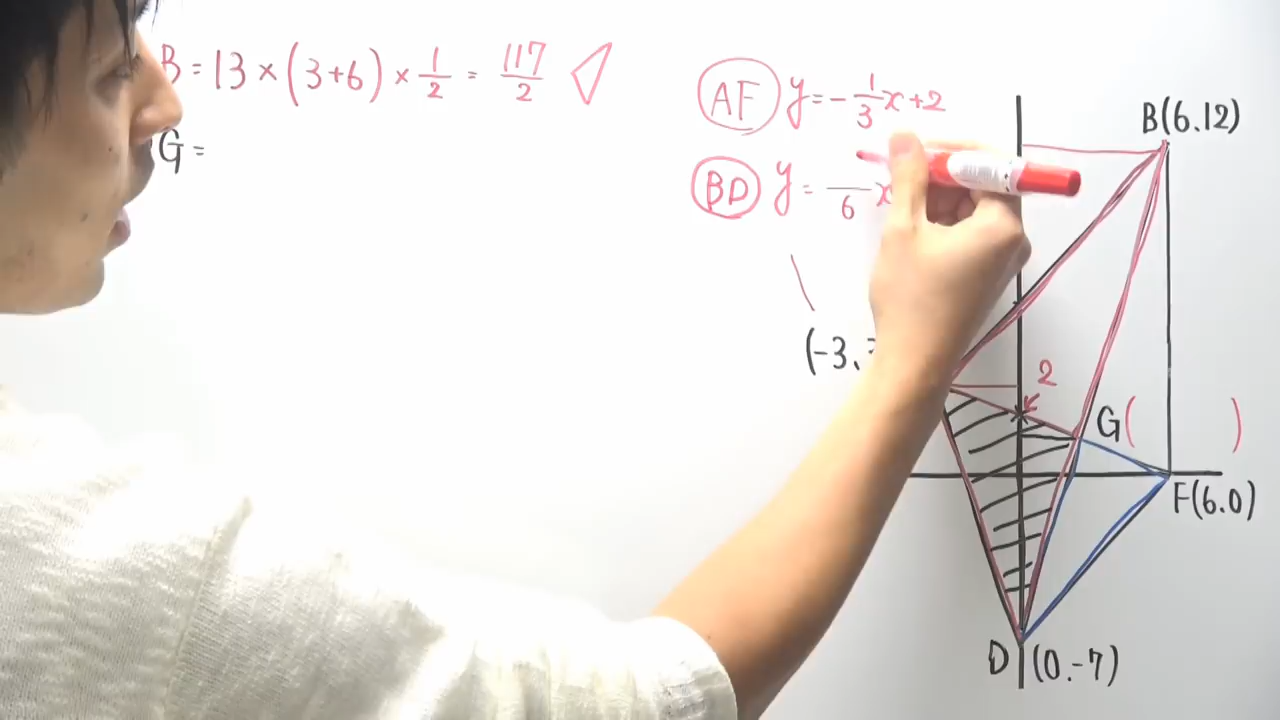 B = 13 × (3+6) × 1/2 = 117/2
G =
AF y = -1/3x+2
BD y = /6 x
B(6.12)
(-3,
2
G( )
F(6.0)
D (0.-7)